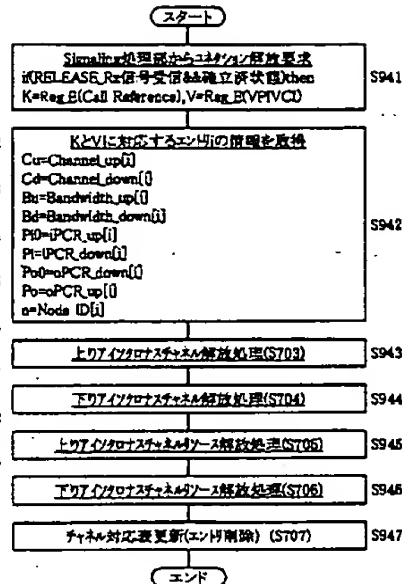 スタート
Signaling処理部からコネクション解放要求
if(RELEASE_Rx信号受信&&確立済状態)then
K=Reg_B(Call Reference),V=Reg_B(VPIVCI)
S941
KとVに対応するエントリiの情報を取得
Cu=Channel_up[i]
Cd=Channel_down[i]
Bu=Bandwidth_up[i]
Bd=Bandwidth_down[i]
Pi0=iPCR_up[i]
Pi=iPCR_down[i]
Po0=oPCR_down[i]
Po=oPCR_up[i]
n=Node_ID[i]
S942
上りアイソクロナスチャネル解放処理(S703)
S943
下りアイソクロナスチャネル解放処理(S704)
S944
上りアイソクロナスチャネルリソース解放処理(S705)
S945
下りアイソクロナスチャネルリソース解放処理(S706)
S946
チャネル対応表更新(エントリ削除) (S707)
S947
エンド